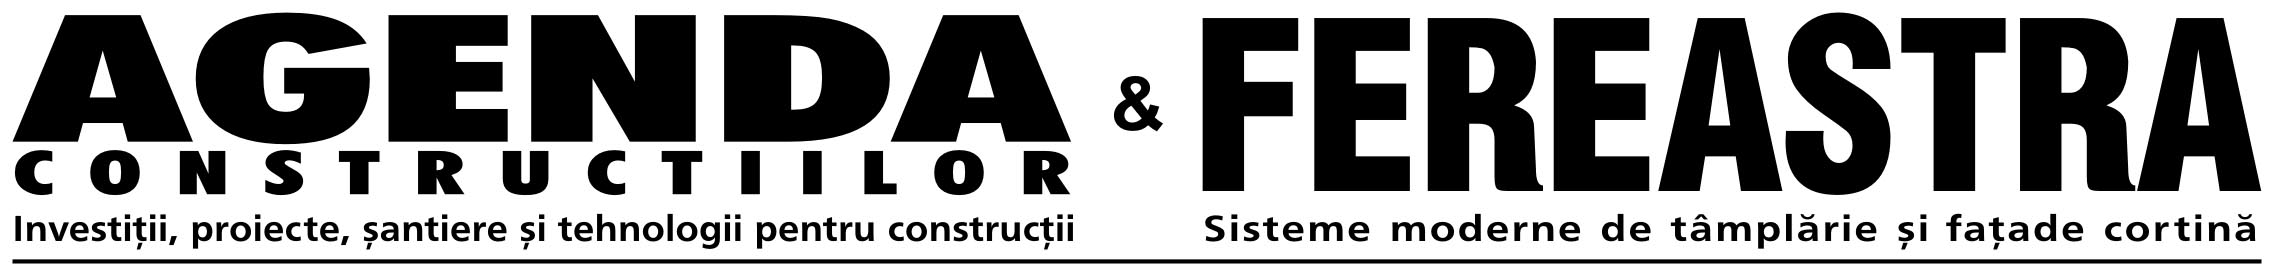 AGENDA & FEREASTRA
CONSTRUCTIILOR
Investiții, proiecte, șantiere și tehnologii pentru construcții
Sisteme moderne de tâmplărie și fațade cortină